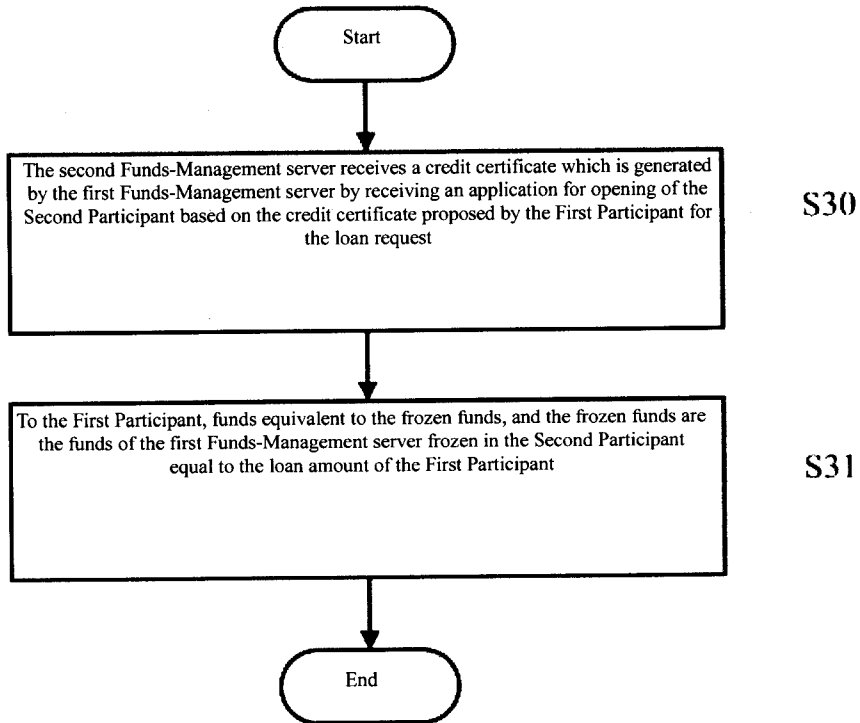 Start
The second Funds-Management server receives a credit certificate which is generated
by the first Funds-Management server by receiving an application for opening of the
Second Participant based on the credit certificate proposed by the First Participant for
the loan request
S30
To the First Participant, funds equivalent to the frozen funds, and the frozen funds are
the funds of the first Funds-Management server frozen in the Second Participant
equal to the loan amount of the First Participant
S31
End